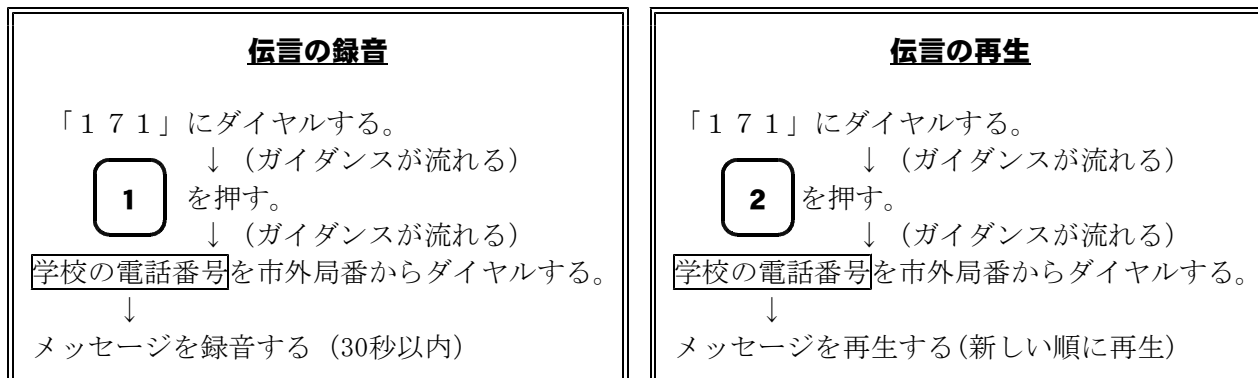 伝言の録音
「１７１」にダイヤルする。
↓（ガイダンスが流れる）
1 を押す。
↓（ガイダンスが流れる）
学校の電話番号を市外局番からダイヤルする。
↓
メッセージを録音する（30秒以内）
伝言の再生
「１７１」にダイヤルする。
↓（ガイダンスが流れる）
2 を押す。
↓（ガイダンスが流れる）
学校の電話番号を市外局番からダイヤルする。
↓
メッセージを再生する(新しい順に再生)